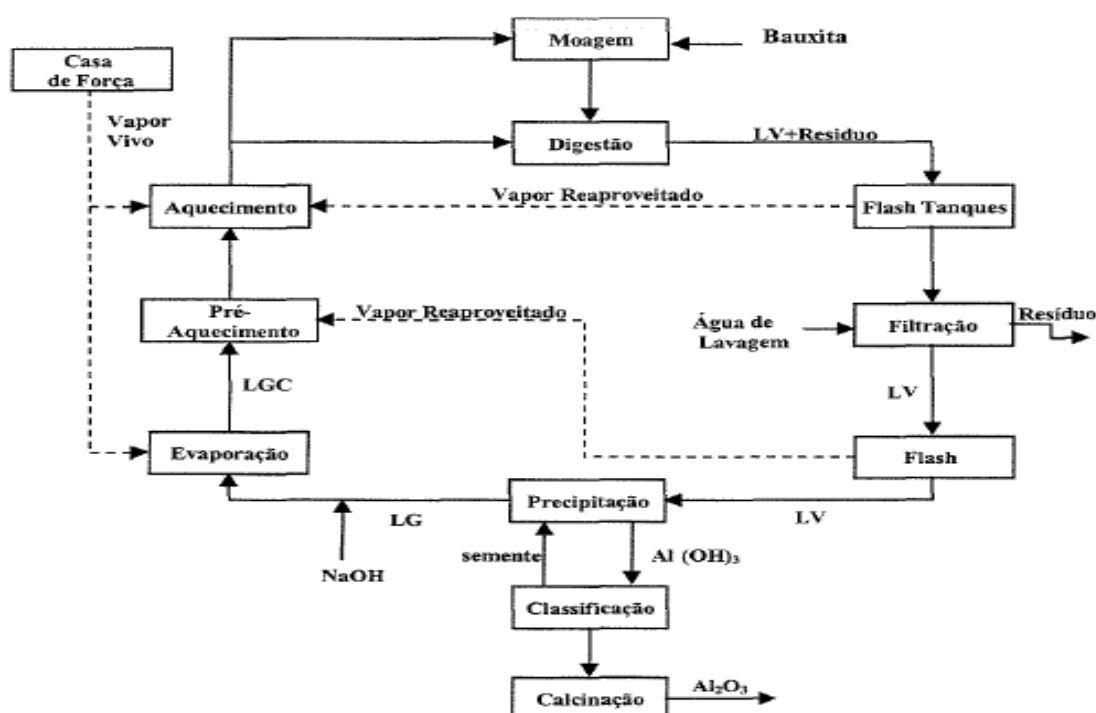 Moagem
Bauxita
Casa
de Força
Vapor
Vivo
Digestão
LV+Residuo
Aquecimento
Vapor Reaproveitado
Flash Tanques
Pré-
Aquecimento
Vapor Reaproveitado
Água de
Lavagem
Filtração
Resíduo
LGC
LV
Evaporação
Flash
Precipitação
LG
LV
NaOH
semente
Al (OH)₃
Classificação
Calcinação
Al₂O₃